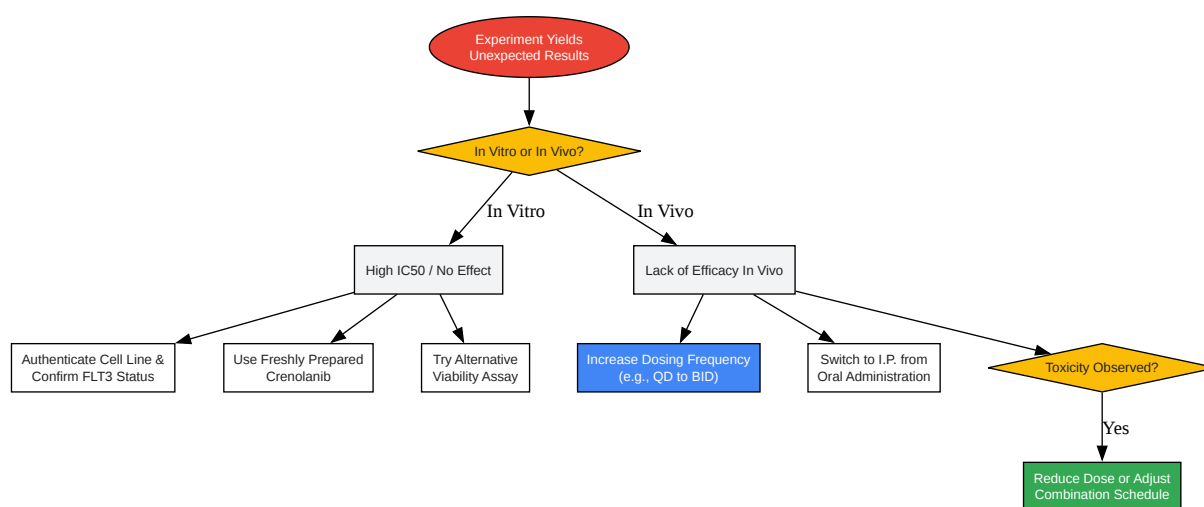 Experiment Yields
Unexpected Results
In Vitro or In Vivo?
In Vitro
In Vivo
High IC50 / No Effect
Lack of Efficacy In Vivo
Authenticate Cell Line &
Confirm FLT3 Status
Use Freshly Prepared
Crenolanib
Try Alternative
Viability Assay
Increase Dosing Frequency
(e.g., QD to BID)
Switch to I.P. from
Oral Administration
Toxicity Observed?
Yes
Reduce Dose or Adjust
Combination Schedule